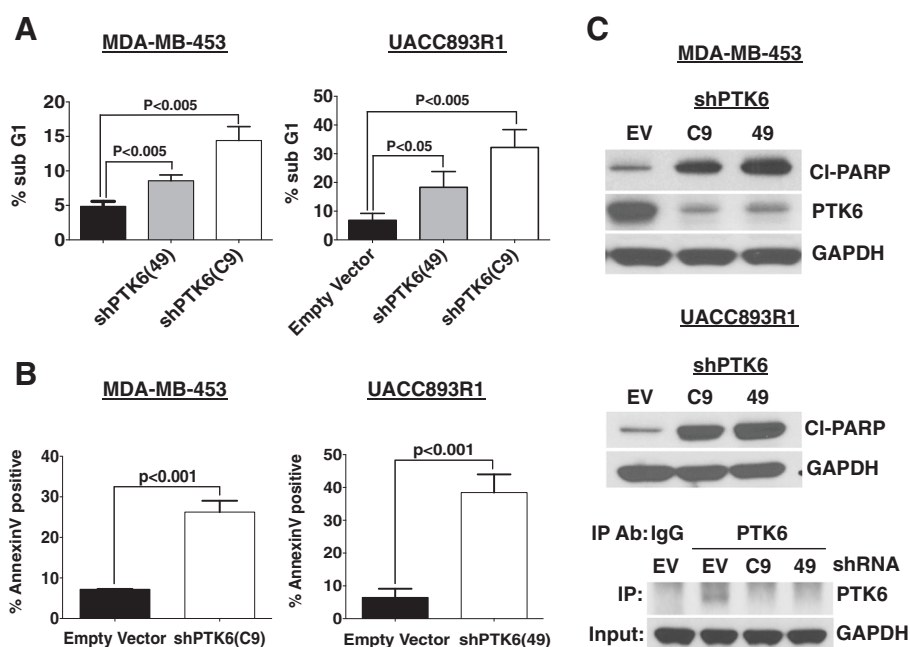 A
MDA-MB-453
% sub G1
20
15
10
5
0
P<0.005
P<0.005
shPTK6(49)
shPTK6(C9)
UACC893R1
% sub G1
50
40
30
20
10
0
P<0.005
P<0.05
Empty Vector
shPTK6(49)
shPTK6(C9)
B
MDA-MB-453
% AnnexinV positive
40
30
20
10
0
p<0.001
Empty Vector shPTK6(C9)
UACC893R1
% AnnexinV positive
50
40
30
20
10
0
p<0.001
Empty Vector shPTK6(49)
C
MDA-MB-453
shPTK6
EV C9 49
Cl-PARP
PTK6
GAPDH
UACC893R1
shPTK6
EV C9 49
Cl-PARP
GAPDH
IP Ab: IgG PTK6
EV EV C9 49 shRNA
IP: PTK6
Input: GAPDH